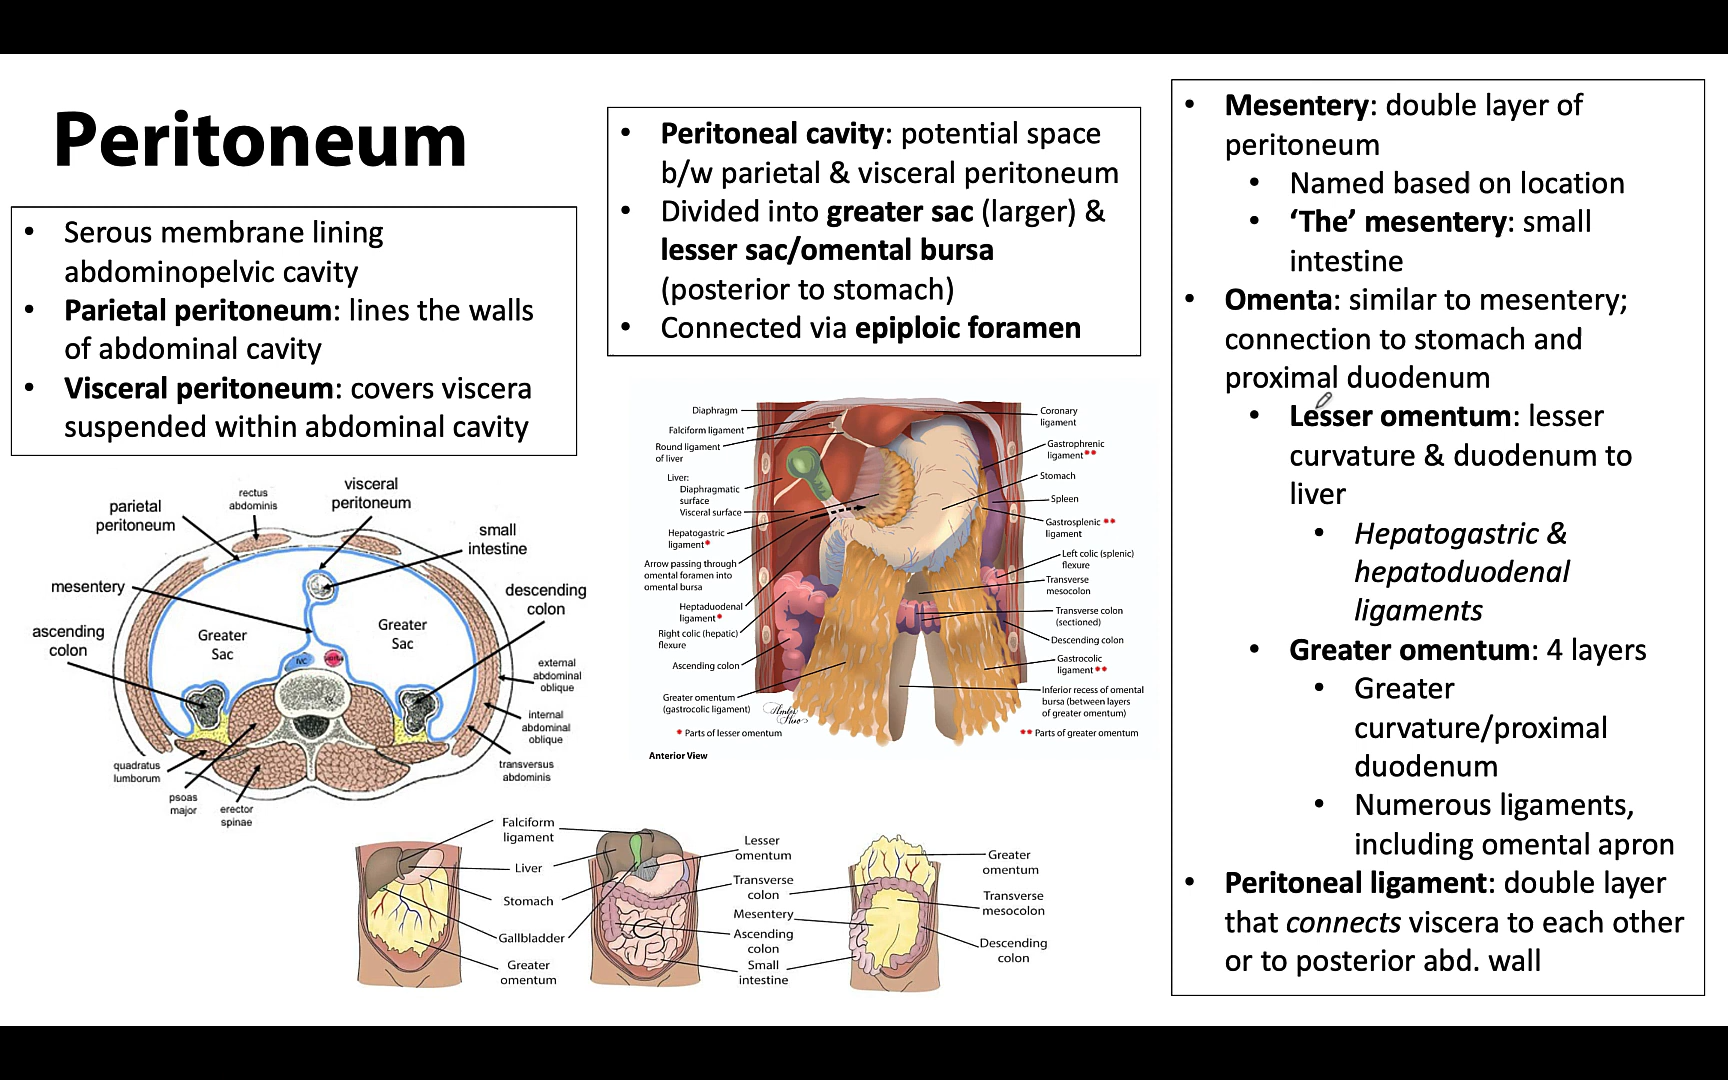 Peritoneum
• Serous membrane lining
abdominopelvic cavity
• Parietal peritoneum: lines the walls
of abdominal cavity
• Visceral peritoneum: covers viscera
suspended within abdominal cavity
• Peritoneal cavity: potential space
b/w parietal & visceral peritoneum
• Divided into greater sac (larger) &
lesser sac/omental bursa
(posterior to stomach)
• Connected via epiploic foramen
• Mesentery: double layer of
peritoneum
• Named based on location
• ‘The’ mesentery: small
intestine
• Omenta: similar to mesentery;
connection to stomach and
proximal duodenum
• Lesser omentum: lesser
curvature & duodenum to
liver
• Hepatogastric &
hepatoduodenal
ligaments
• Greater omentum: 4 layers
• Greater
curvature/proximal
duodenum
• Numerous ligaments,
including omental apron
• Peritoneal ligament: double layer
that connects viscera to each other
or to posterior abd. wall
parietal
peritoneum
rectus
abdominis
visceral
peritoneum
small
intestine
mesentery
descending
colon
ascending
colon
Greater
Sac
Greater
Sac
IVC
external
abdominal
oblique
internal
abdominal
oblique
transversus
abdominis
quadratus
lumborum
psoas
major
erector
spinae
Diaphragm
Falciform ligament
Round ligament
of liver
Liver:
Diaphragmatic
surface
Visceral surface
Hepatogastric
ligament*
Arrow passing through
omental foramen into
omental bursa
Heptaduodenal
ligament*
Right colic (hepatic)
flexure
Ascending colon
Greater omentum
(gastrocolic ligament)
* Parts of lesser omentum
Anterior View
Coronary
ligament
Gastrophrenic
ligament**
Stomach
Spleen
Gastrosplenic **
ligament
Left colic (splenic)
flexure
Transverse
mesocolon
Transverse colon
(sectioned)
Descending colon
Gastrocolic
ligament**
Inferior recess of omental
bursa (between layers
of greater omentum)
** Parts of greater omentum
Falciform
ligament
Liver
Stomach
Gallbladder
Greater
omentum
Lesser
omentum
Transverse
colon
Mesentery
Ascending
colon
Small
intestine
Greater
omentum
Transverse
mesocolon
Descending
colon